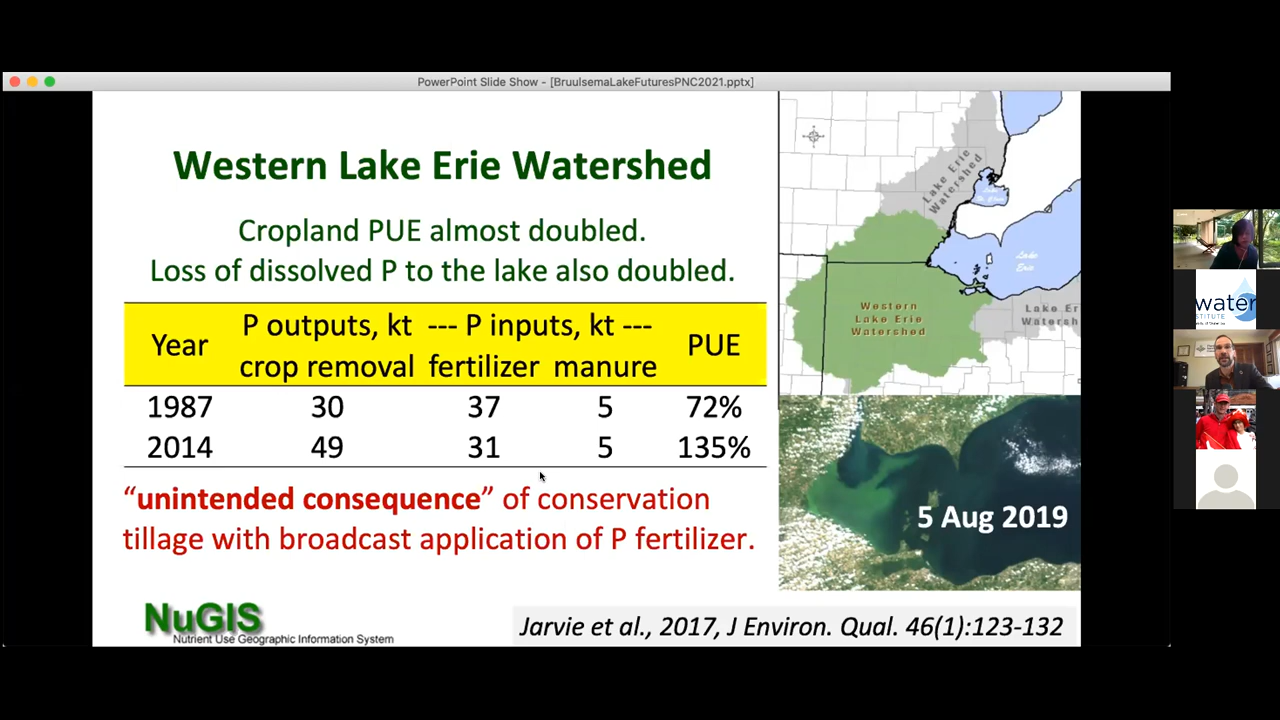 PowerPoint Slide Show - [BruulsemaLakeFuturesPNC2021.pptx]
Western Lake Erie Watershed
Cropland PUE almost doubled.
Loss of dissolved P to the lake also doubled.
Year P outputs, kt crop removal --- P inputs, kt --- fertilizer manure PUE
1987 30 37 5 72%
2014 49 31 5 135%
“unintended consequence” of conservation
tillage with broadcast application of P fertilizer.
NuGIS
Nutrient Use Geographic Information System
Jarvie et al., 2017, J Environ. Qual. 46(1):123-132
Lake Erie
Watershed
Lake
Erie
Western
Lake Erie
Watershed
Lake Er
Watersh
5 Aug 2019
water